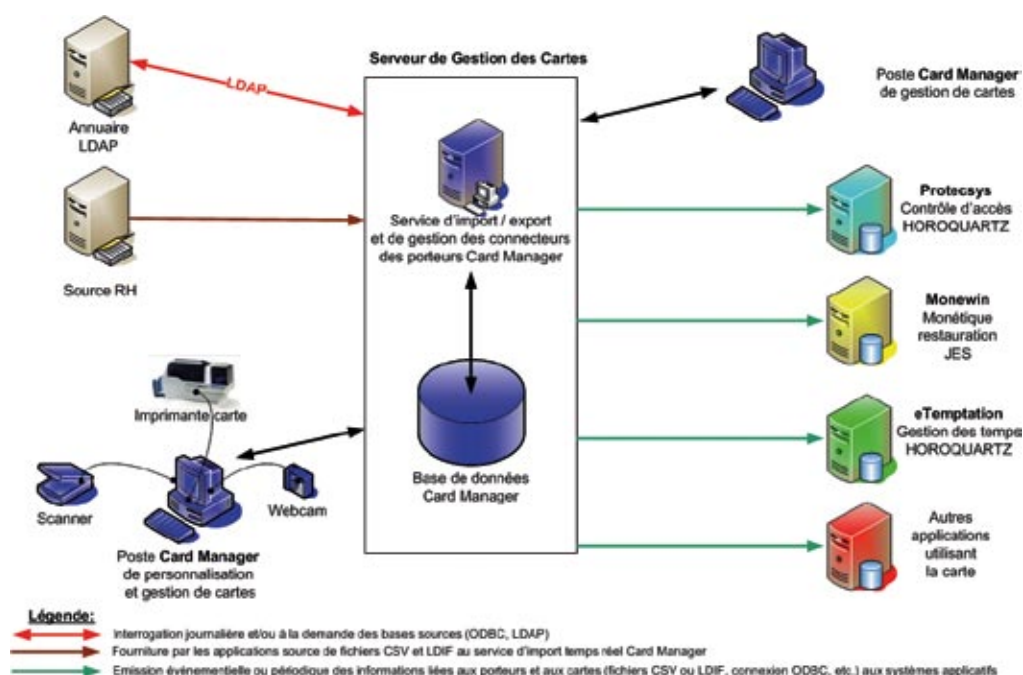 Serveur de Gestion des Cartes
LDAP
Annuaire
LDAP
Poste Card Manager
de gestion de cartes
Source RH
Service d'import / export
et de gestion des connecteurs
des porteurs Card Manager
Protecsys
Contrôle d'accès
HOROQUARTZ
Monewin
Monétique
restauration
JES
Imprimante carte
Scanner
Webcam
Poste Card Manager
de personnalisation
et gestion de cartes
Base de données
Card Manager
eTemptation
Gestion des temps
HOROQUARTZ
Autres
applications
utilisant
la carte
Légende:
Interrogation journalière et/ou à la demande des bases sources (ODBC, LDAP)
Fourniture par les applications source de fichiers CSV et LDIF au service d'import temps réel Card Manager
Emission événementielle ou périodique des informations liées aux porteurs et aux cartes (fichiers CSV ou LDIF, connexion ODBC, etc.) aux systèmes applicatifs